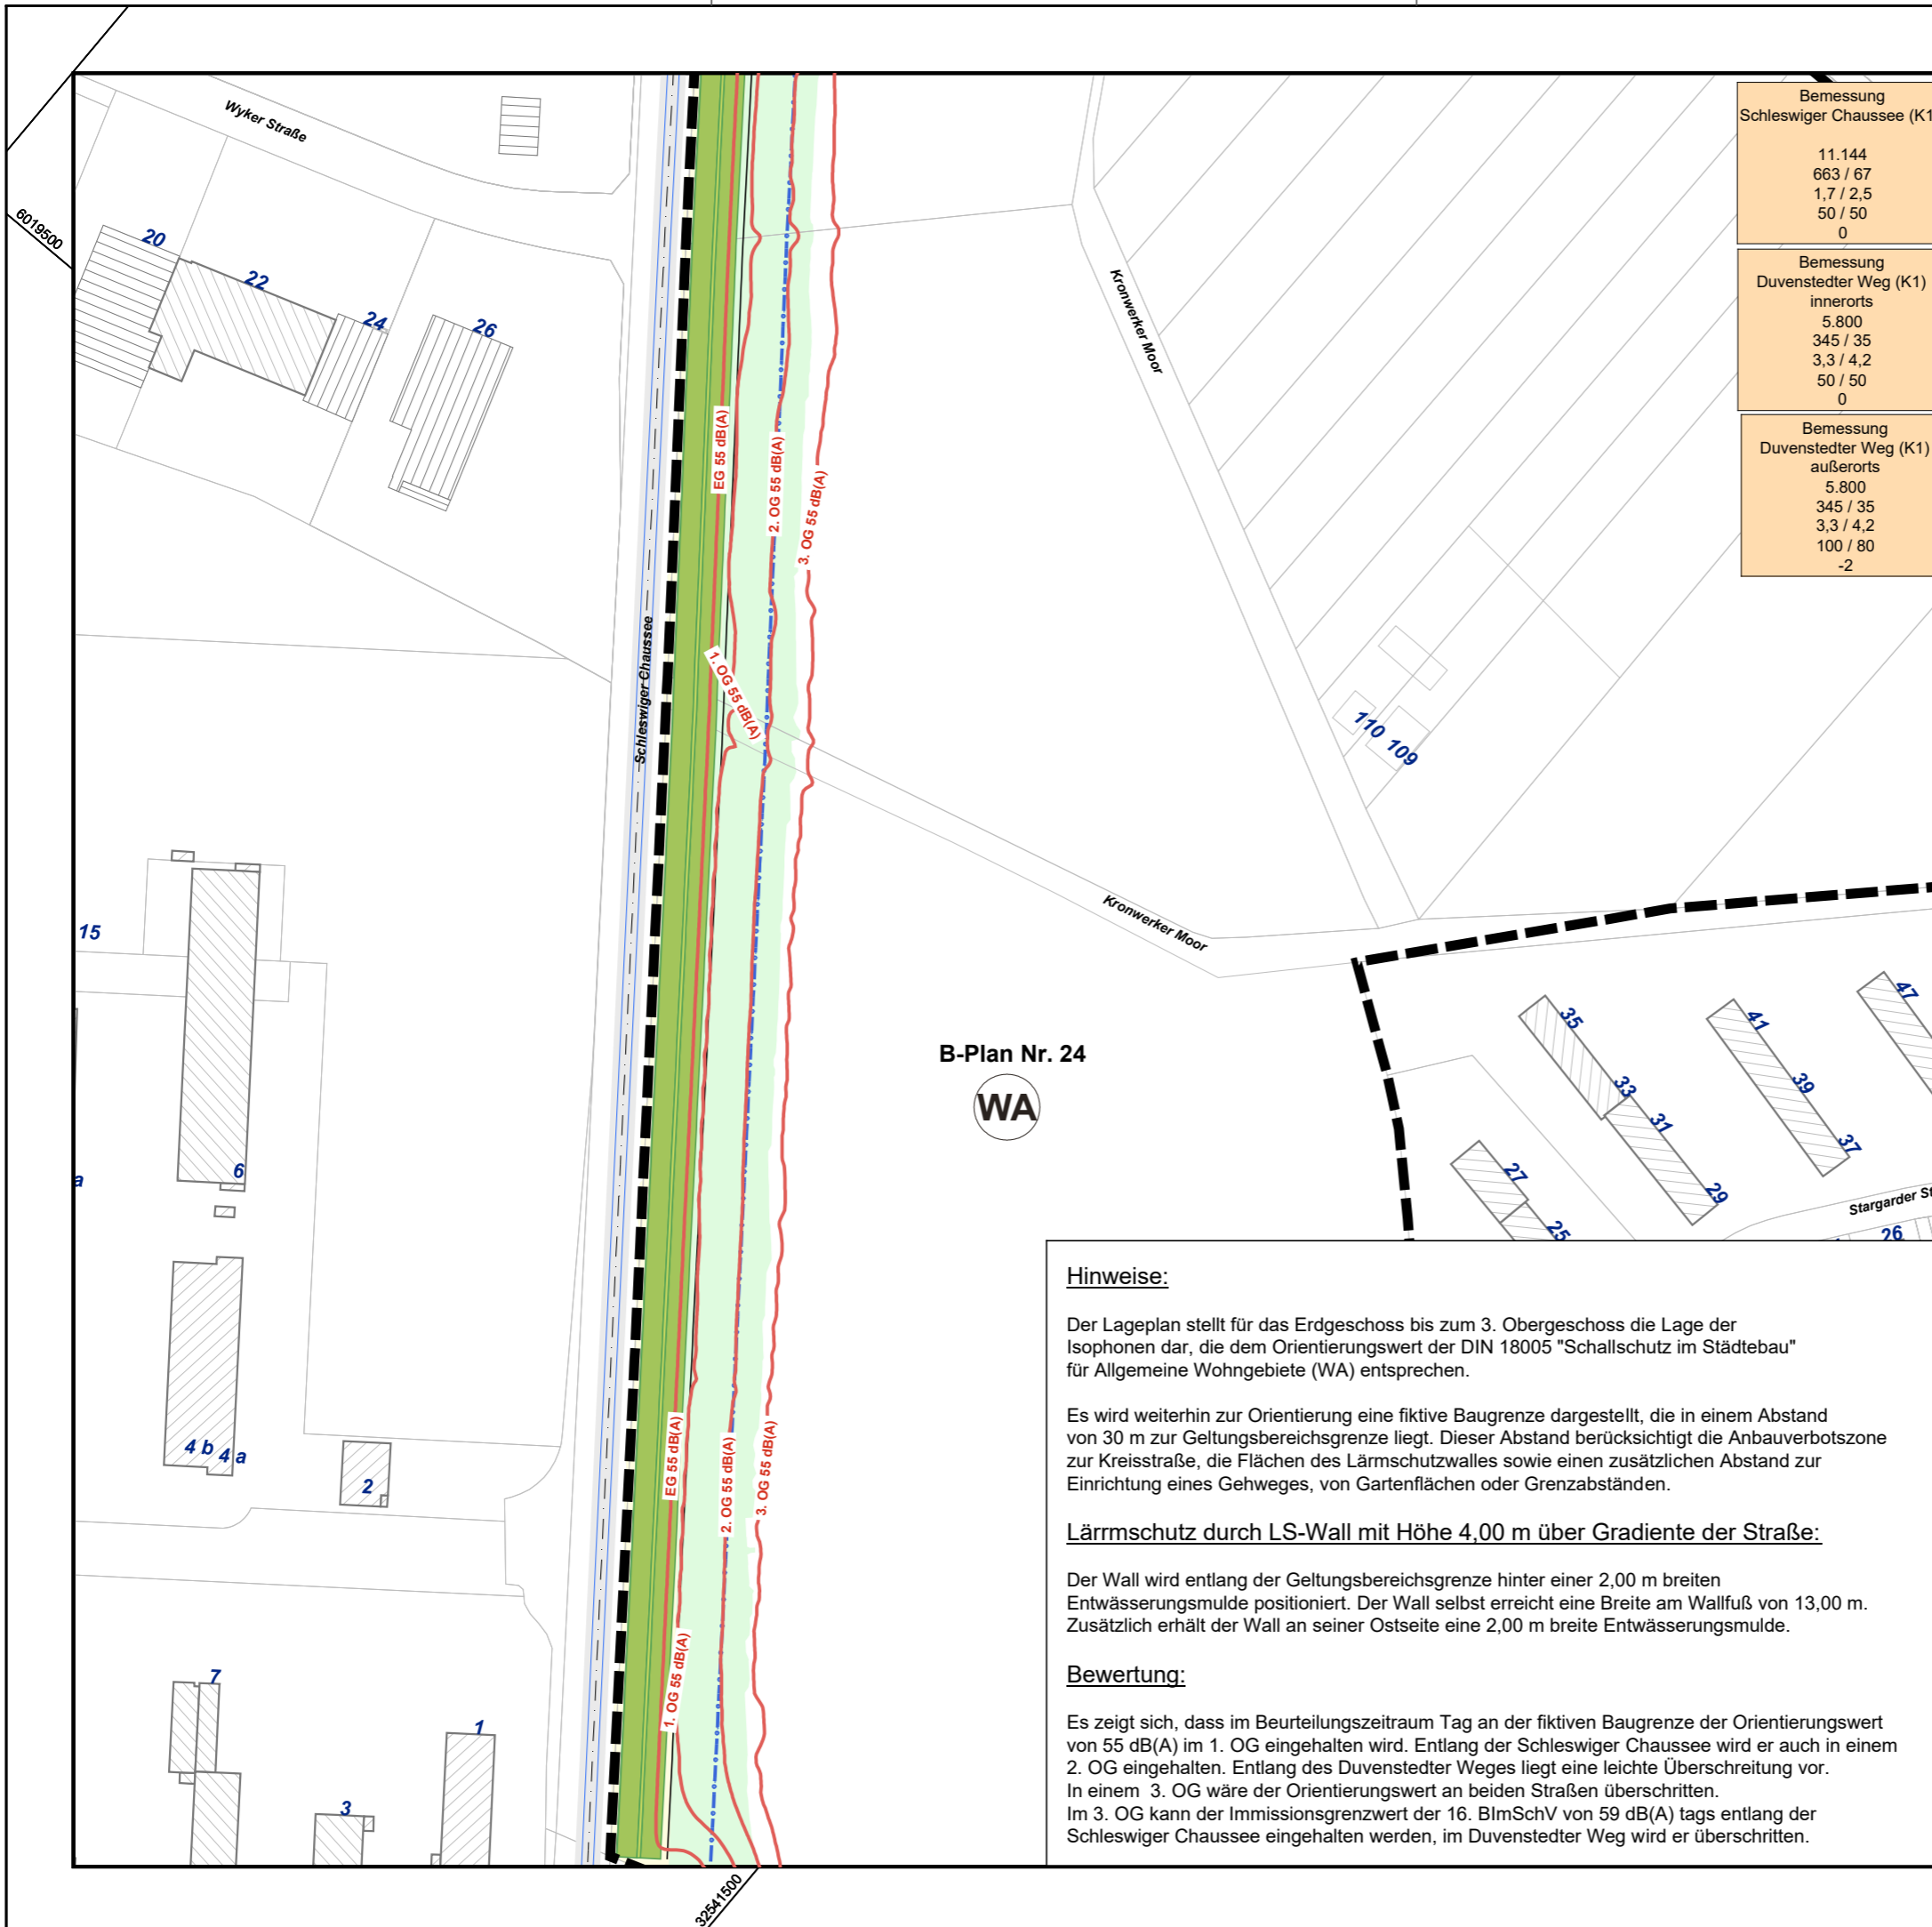 Wyker Straße
6019500
20
22
24
26
Schleswiger Chaussee
EG 55 dB(A)
2. OG 55 dB(A)
3. OG 55 dB(A)
1. OG 55 dB(A)
Kronwerker Moor
110 109
Kronwerker Moor
Bemessung
Schleswiger Chaussee (K1
11.144
663 / 67
1,7 / 2,5
50 / 50
0
Bemessung
Duvenstedter Weg (K1)
innerorts
5.800
345 / 35
3,3 / 4,2
50 / 50
0
Bemessung
Duvenstedter Weg (K1)
außerorts
5.800
345 / 35
3,3 / 4,2
100 / 80
-2
15
6
a
4 b 4 a
2
7
1
3
B-Plan Nr. 24
WA
35
33
31
29
41
39
37
47
27
25
26
Stargarder St
EG 55 dB(A)
2. OG 55 dB(A)
3. OG 55 dB(A)
1. OG 55 dB(A)
32541500
Hinweise:
Der Lageplan stellt für das Erdgeschoss bis zum 3. Obergeschoss die Lage der
Isophonen dar, die dem Orientierungswert der DIN 18005 "Schallschutz im Städtebau"
für Allgemeine Wohngebiete (WA) entsprechen.
Es wird weiterhin zur Orientierung eine fiktive Baugrenze dargestellt, die in einem Abstand
von 30 m zur Geltungsbereichsgrenze liegt. Dieser Abstand berücksichtigt die Anbauverbotszone
zur Kreisstraße, die Flächen des Lärmschutzwalles sowie einen zusätzlichen Abstand zur
Einrichtung eines Gehweges, von Gartenflächen oder Grenzabständen.
Lärrmschutz durch LS-Wall mit Höhe 4,00 m über Gradiente der Straße:
Der Wall wird entlang der Geltungsbereichsgrenze hinter einer 2,00 m breiten
Entwässerungsmulde positioniert. Der Wall selbst erreicht eine Breite am Wallfuß von 13,00 m.
Zusätzlich erhält der Wall an seiner Ostseite eine 2,00 m breite Entwässerungsmulde.
Bewertung:
Es zeigt sich, dass im Beurteilungszeitraum Tag an der fiktiven Baugrenze der Orientierungswert
von 55 dB(A) im 1. OG eingehalten wird. Entlang der Schleswiger Chaussee wird er auch in einem
2. OG eingehalten. Entlang des Duvenstedter Weges liegt eine leichte Überschreitung vor.
In einem 3. OG wäre der Orientierungswert an beiden Straßen überschritten.
Im 3. OG kann der Immissionsgrenzwert der 16. BImSchV von 59 dB(A) tags entlang der
Schleswiger Chaussee eingehalten werden, im Duvenstedter Weg wird er überschritten.